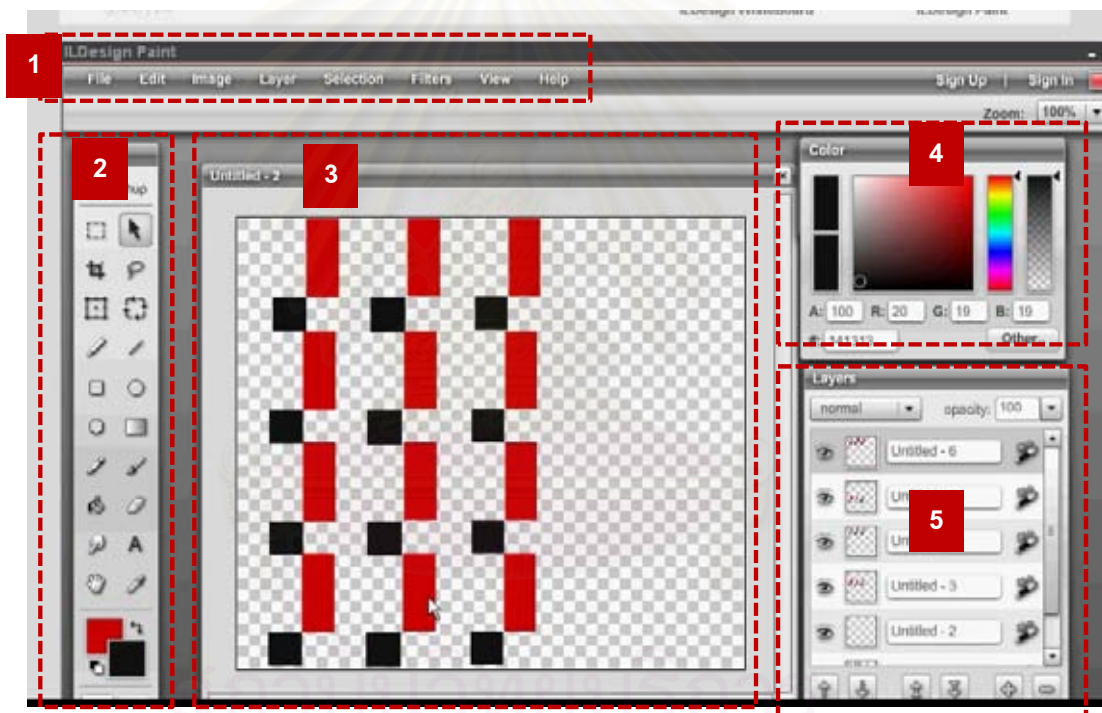 ILDesign Whiteboard ILDesign Paint
1
ILDesign Paint
File Edit Image Layer Selection Filters View Help Sign Up | Sign In
Zoom: 100%
2
3
4
Untitled - 2
Color
A: 100 R: 20 G: 19 B: 19
#: 141313 Other..
Layers
normal opacity: 100
Untitled - 6
5
Untitled - 3
Untitled - 2
A